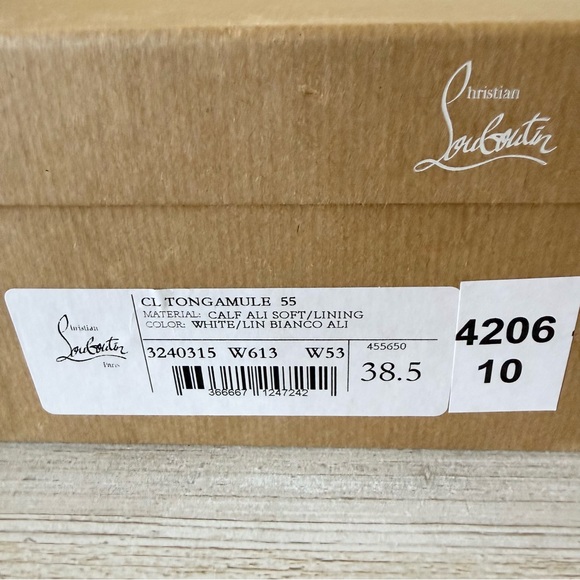 Christian
Louboutin
CL TONGAMULE 55
MATERIAL: CALF ALI SOFT/LINING
COLOR: WHITE/LIN BIANCO ALI
Christian
Louboutin
Paris
3240315 W613 W53
455650
38.5
366667 1247242
4206
10